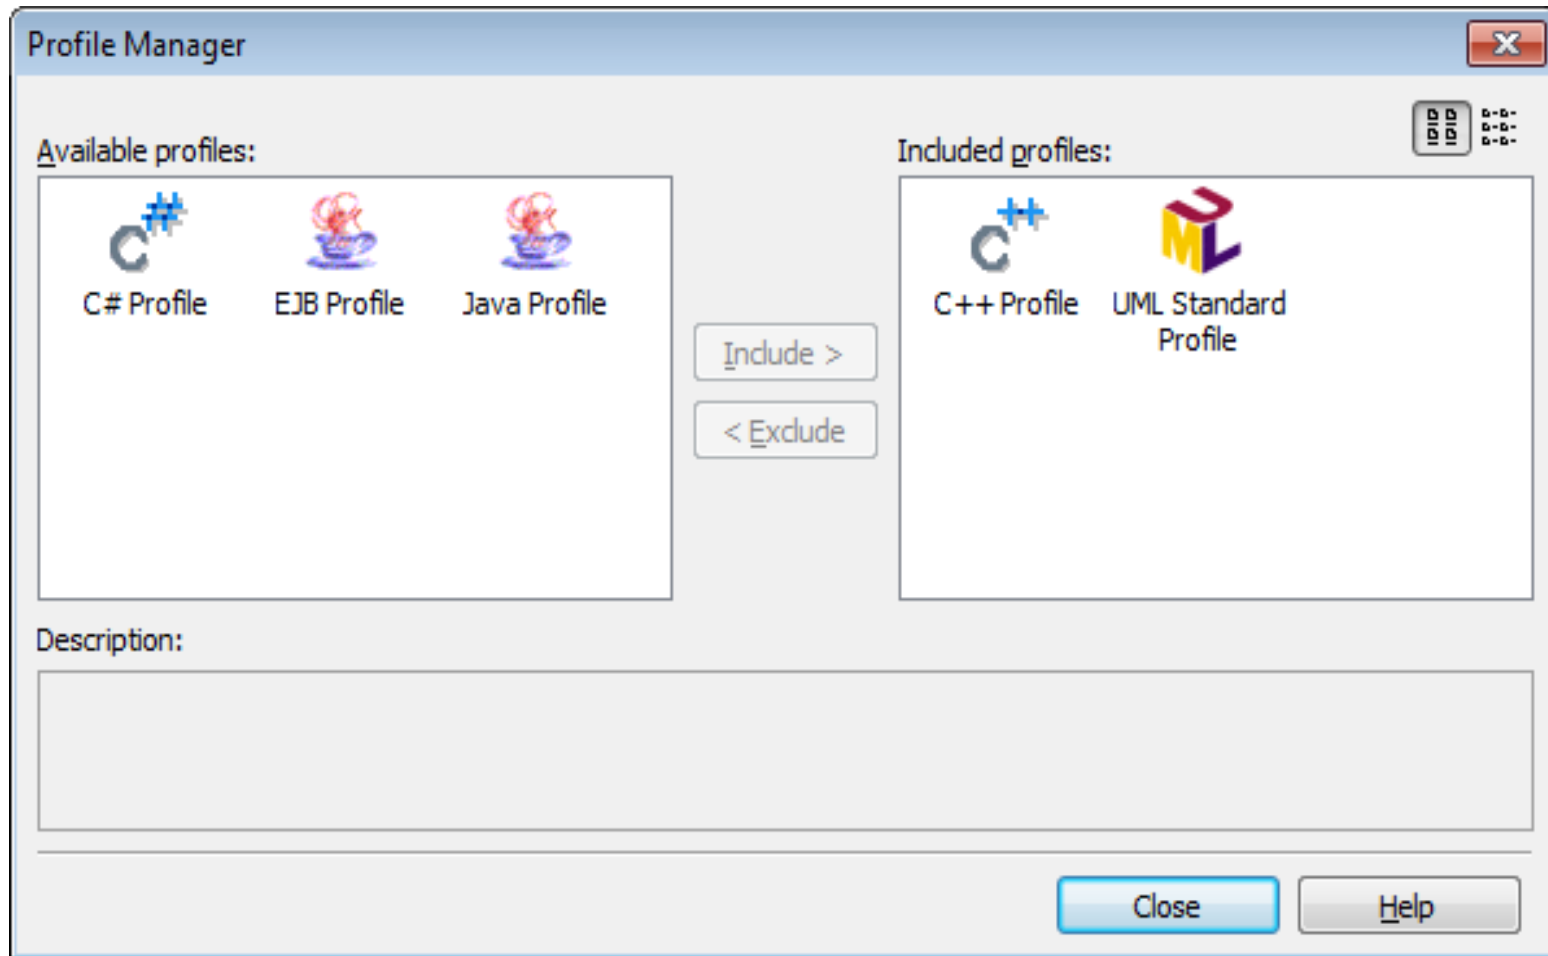 Profile Manager
Available profiles:
Included profiles:
C# Profile
EJB Profile
Java Profile
C++ Profile
UML Standard
Profile
Include >
< Exclude
Description:
Close
Help